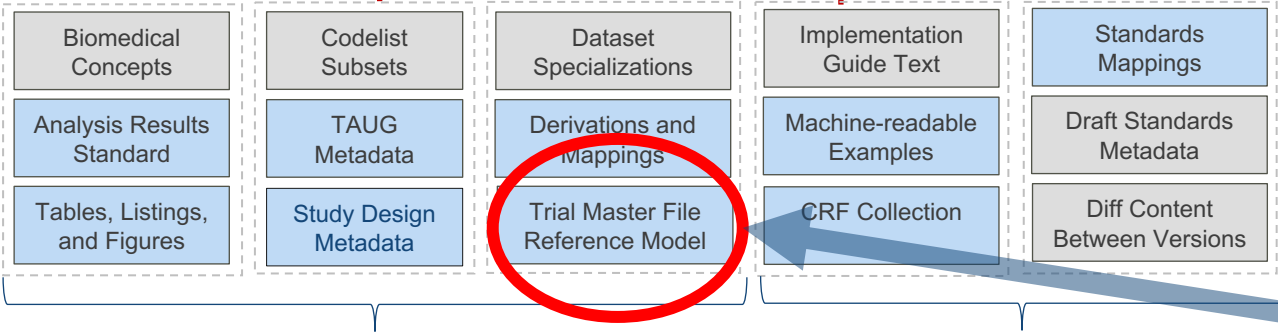 Biomedical
Concepts
Codelist
Subsets
Dataset
Specializations
Implementation
Guide Text
Standards
Mappings
Analysis Results
Standard
TAUG
Metadata
Derivations and
Mappings
Machine-readable
Examples
Draft Standards
Metadata
Tables, Listings,
and Figures
Study Design
Metadata
Trial Master File
Reference Model
CRF Collection
Diff Content
Between Versions